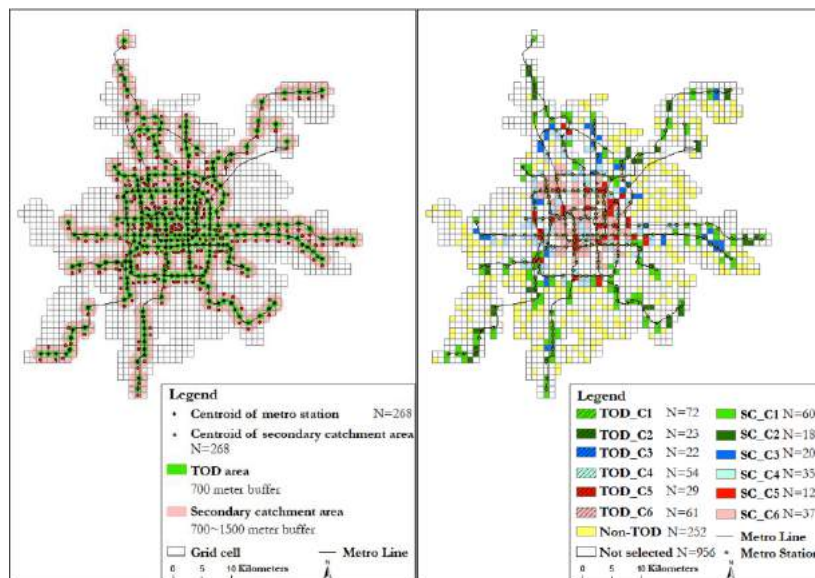 Legend
Centroid of metro station N=268
Centroid of secondary catchment area
N=268
TOD area
700 meter buffer
Secondary catchment area
700~1500 meter buffer
Grid cell Metro Line
0 5 10 Kilometers N
Legend
TOD_C1 N=72 SC_C1 N=60
TOD_C2 N=23 SC_C2 N=18
TOD_C3 N=22 SC_C3 N=20
TOD_C4 N=54 SC_C4 N=35
TOD_C5 N=29 SC_C5 N=12
TOD_C6 N=61 SC_C6 N=37
Non-TOD N=252 Metro Line
Not selected N=956 Metro Station
0 5 10 Kilometers N